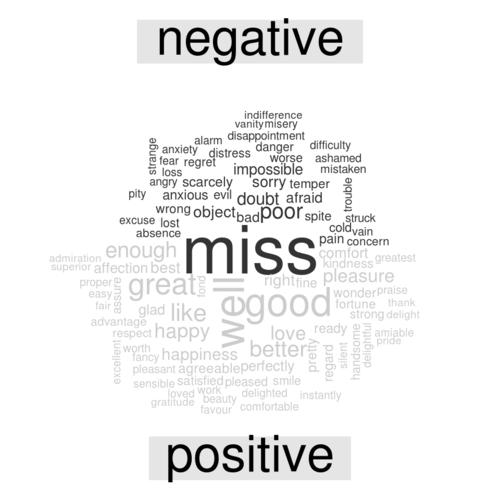 negative
indifference
vanity misery
disappointment
alarm
danger
difficulty
strange
anxiety
distress
worse
ashamed
fear regret
impossible
mistaken
loss
angry scarcely
sorry temper
trouble
pity
anxious evil
doubt afraid
wrong object
bad poor
spite
struck
excuse lost
cold vain
absence
miss
pain concern
admiration
enough
comfort
greatest
superior affection best
kindness
proper
great
fond
well
right fine
pleasure
easy
assure
good
wonder praise
fair
glad
like
fortune
thank
strong delight
advantage
respect happy
love
ready
amiable
pride
excellent
worth
fancy happiness
better
pretty
regard
silent
handsome
delightful
pleasant agreeable perfectly
sensible satisfied pleased smile
loved work
delighted
instantly
gratitude
beauty
favour
comfortable
positive